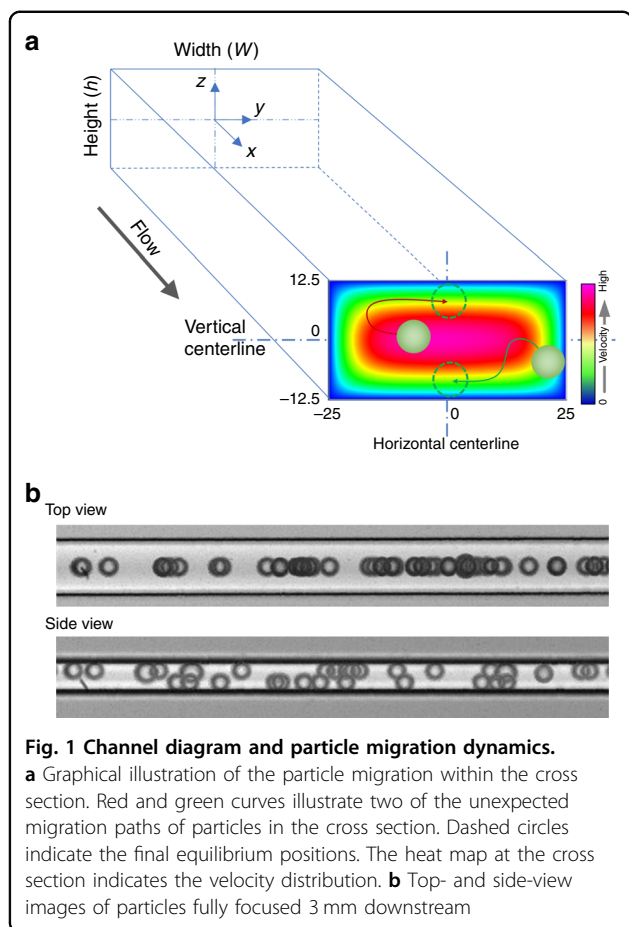 a
Width (W)
Height (h)
z
y
x
Flow
12.5
Vertical
centerline
0
−12.5
−25
0
25
Horizontal centerline
High
Velocity
0
b
Top view
Side view
Fig. 1 Channel diagram and particle migration dynamics.
a Graphical illustration of the particle migration within the cross
section. Red and green curves illustrate two of the unexpected
migration paths of particles in the cross section. Dashed circles
indicate the final equilibrium positions. The heat map at the cross
section indicates the velocity distribution. b Top- and side-view
images of particles fully focused 3 mm downstream